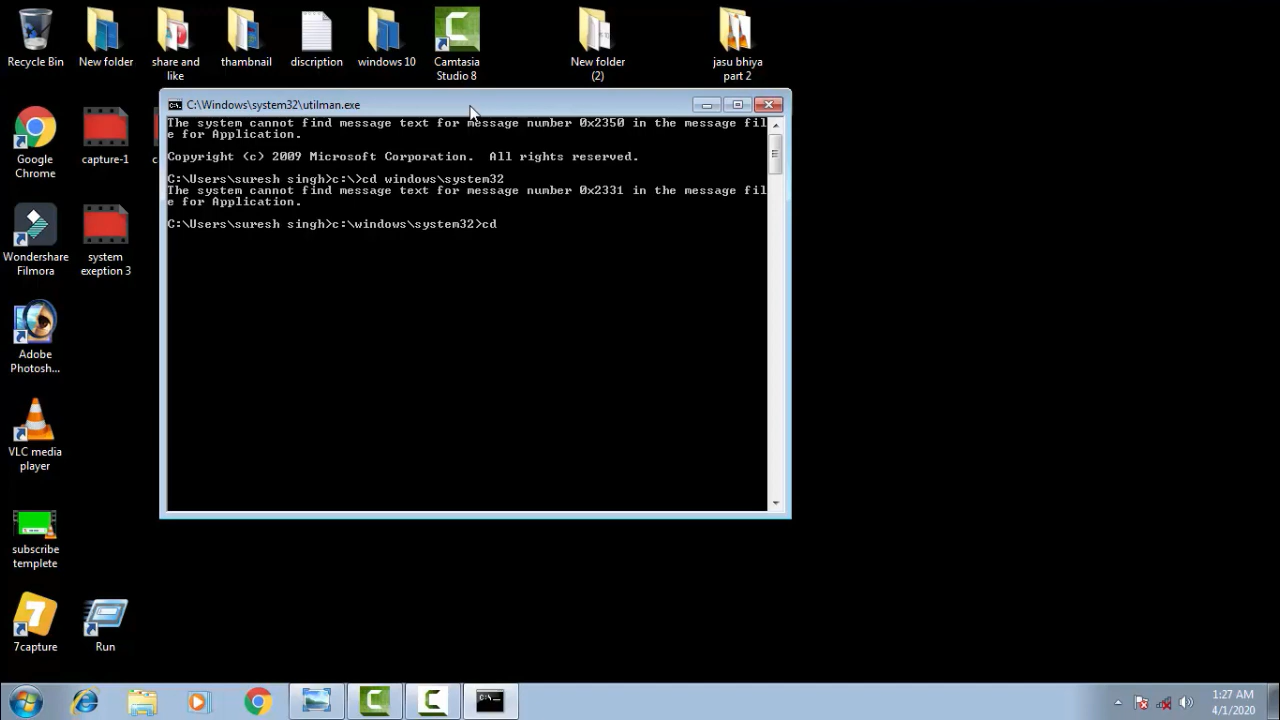 Recycle Bin
New folder
share and
like
thumbnail
discription
windows 10
Camtasia
Studio 8
New folder
(2)
jasu bhiya
part 2
C:\Windows\system32\utilman.exe
The system cannot find message text for message number 0x2350 in the message fil
e for Application.
Copyright (c) 2009 Microsoft Corporation.  All rights reserved.
C:\Users\suresh singh>c:\>cd windows\system32
The system cannot find message text for message number 0x2331 in the message fil
e for Application.
C:\Users\suresh singh>c:\windows\system32>cd
Google
Chrome
capture-1
c
Wondershare
Filmora
system
exeption 3
Adobe
Photosh...
VLC media
player
subscribe
templete
7capture
Run
1:27 AM
4/1/2020